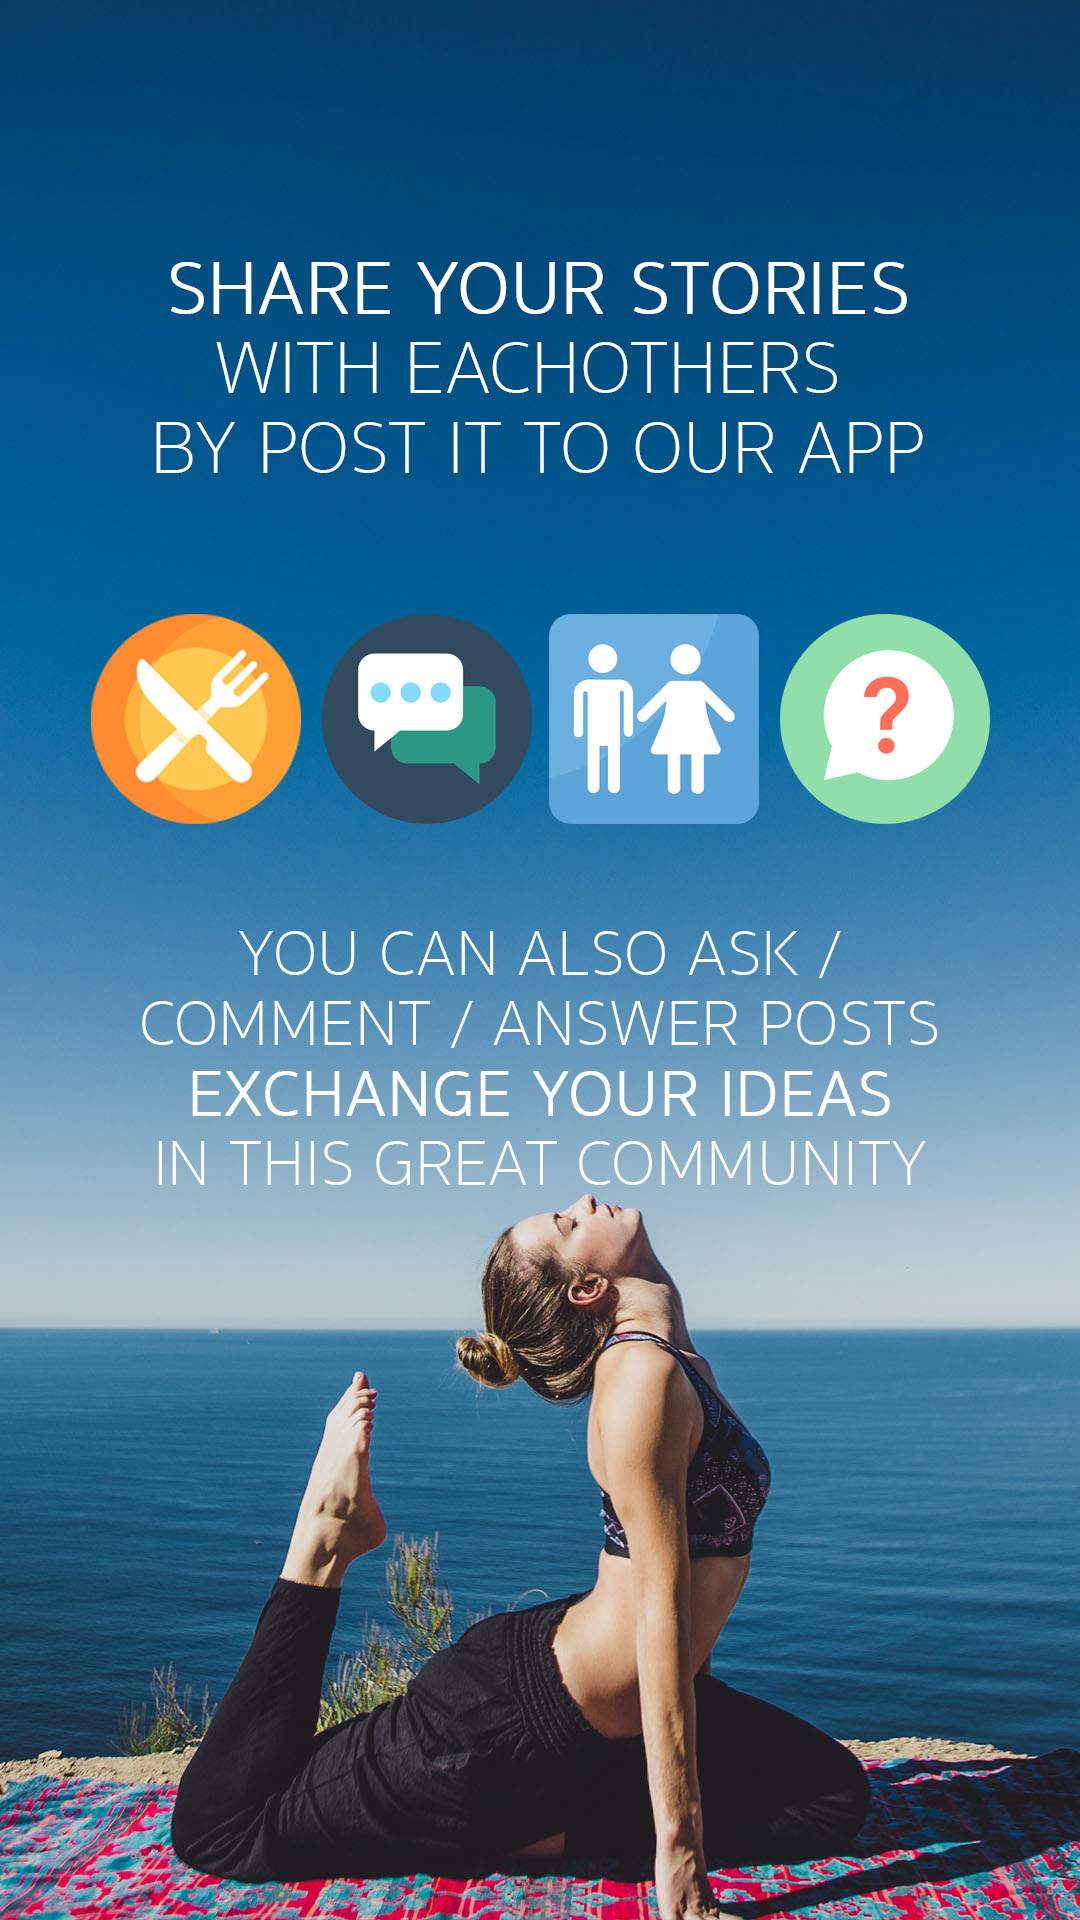 SHARE YOUR STORIES
WITH EACHOTHERS
BY POST IT TO OUR APP
?
YOU CAN ALSO ASK /
COMMENT / ANSWER POSTS
EXCHANGE YOUR IDEAS
IN THIS GREAT COMMUNITY